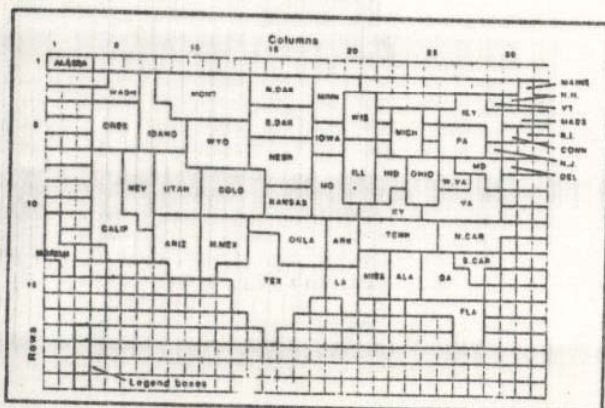 Columns
1 5 10 15 20 25 30
1
ALASKA
MAINE
WASH
MONT
N.DAK
MINN
N.H.
VT
N.Y.
WIS
MASS
5
OREG
S.DAK
MICH
R.I.
IDAHO
WYO
IOWA
PA
CONN
NEBR
N.J.
MD
DEL
NEV
UTAH
COLO
MO
ILL
IND
OHIO
W.VA
KANSAS
VA
10
KY
CALIF
OKLA
ARK
TENN
N.CAR
ARIZ
N.MEX
S.CAR
MISS
ALA
GA
TEX
LA
15
FLA
Rows
Legend boxes